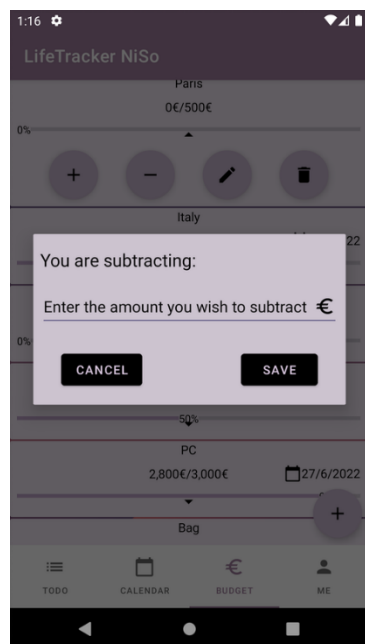 1:16
LifeTracker NiSo
Paris
0€/500€
0%
+
−
Italy
22
You are subtracting:
Enter the amount you wish to subtract €
0%
CANCEL
SAVE
50%
PC
2,800€/3,000€
27/6/2022
+
Bag
€
TODO
CALENDAR
BUDGET
ME